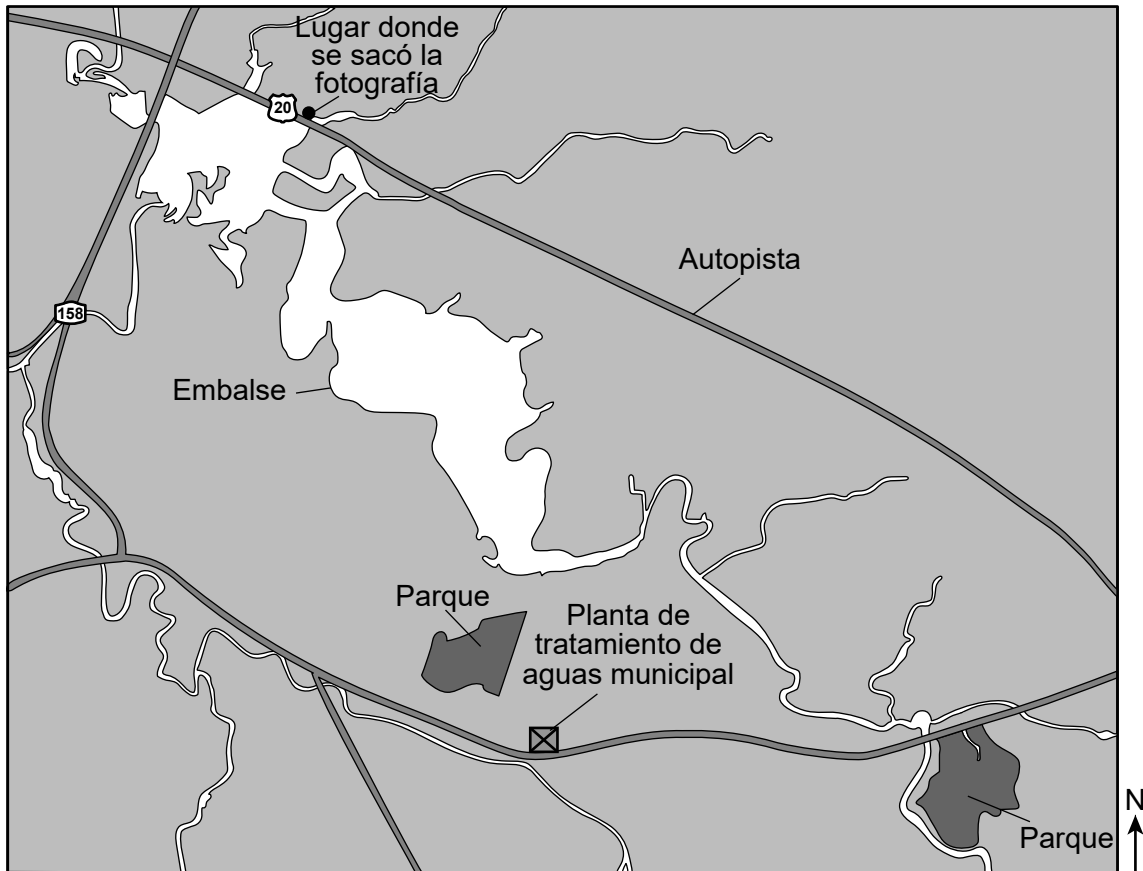 Lugar donde
se sacó la
fotografía
20
Autopista
158
Embalse
Parque
Planta de
tratamiento de
aguas municipal
N
Parque